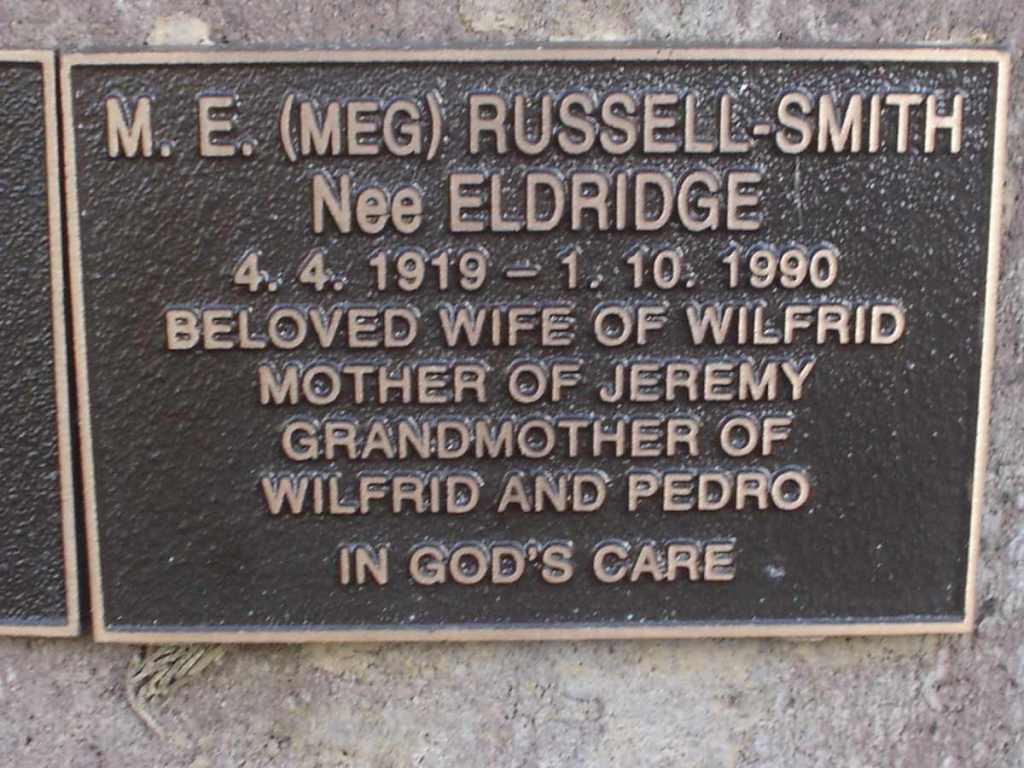 M. E. (MEG) RUSSELL-SMITH
Nee ELDRIDGE
4. 4. 1919 – 1. 10. 1990
BELOVED WIFE OF WILFRID
MOTHER OF JEREMY
GRANDMOTHER OF
WILFRID AND PEDRO
IN GOD'S CARE